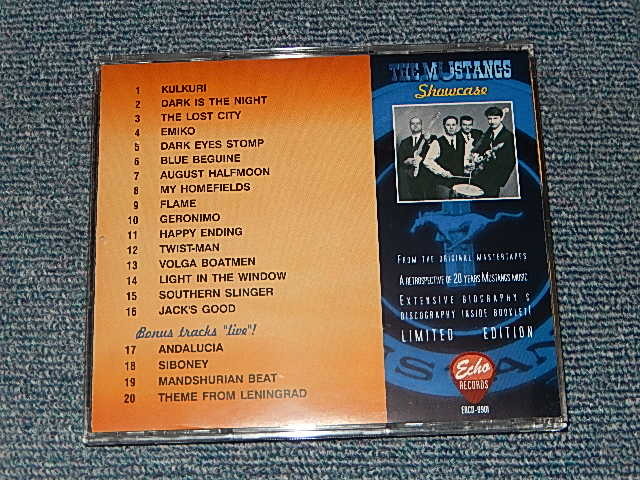 1 KULKURI
2 DARK IS THE NIGHT
3 THE LOST CITY
4 EMIKO
5 DARK EYES STOMP
6 BLUE BEGUINE
7 AUGUST HALFMOON
8 MY HOMEFIELDS
9 FLAME
10 GERONIMO
11 HAPPY ENDING
12 TWIST-MAN
13 VOLGA BOATMEN
14 LIGHT IN THE WINDOW
15 SOUTHERN SLINGER
16 JACK'S GOOD
Bonus tracks "live"!
17 ANDALUCIA
18 SIBONEY
19 MANDSHURIAN BEAT
20 THEME FROM LENINGRAD
THE MUSTANGS
Showcase
FROM THE ORIGINAL MASTERTAPES
A RETROSPECTIVE OF 20 YEARS MUSTANGS MUSIC
EXTENSIVE BIOGRAPHY &
DISCOGRAPHY INSIDE BOOKLET!
LIMITED EDITION
Echo
RECORDS
ERCD-9501